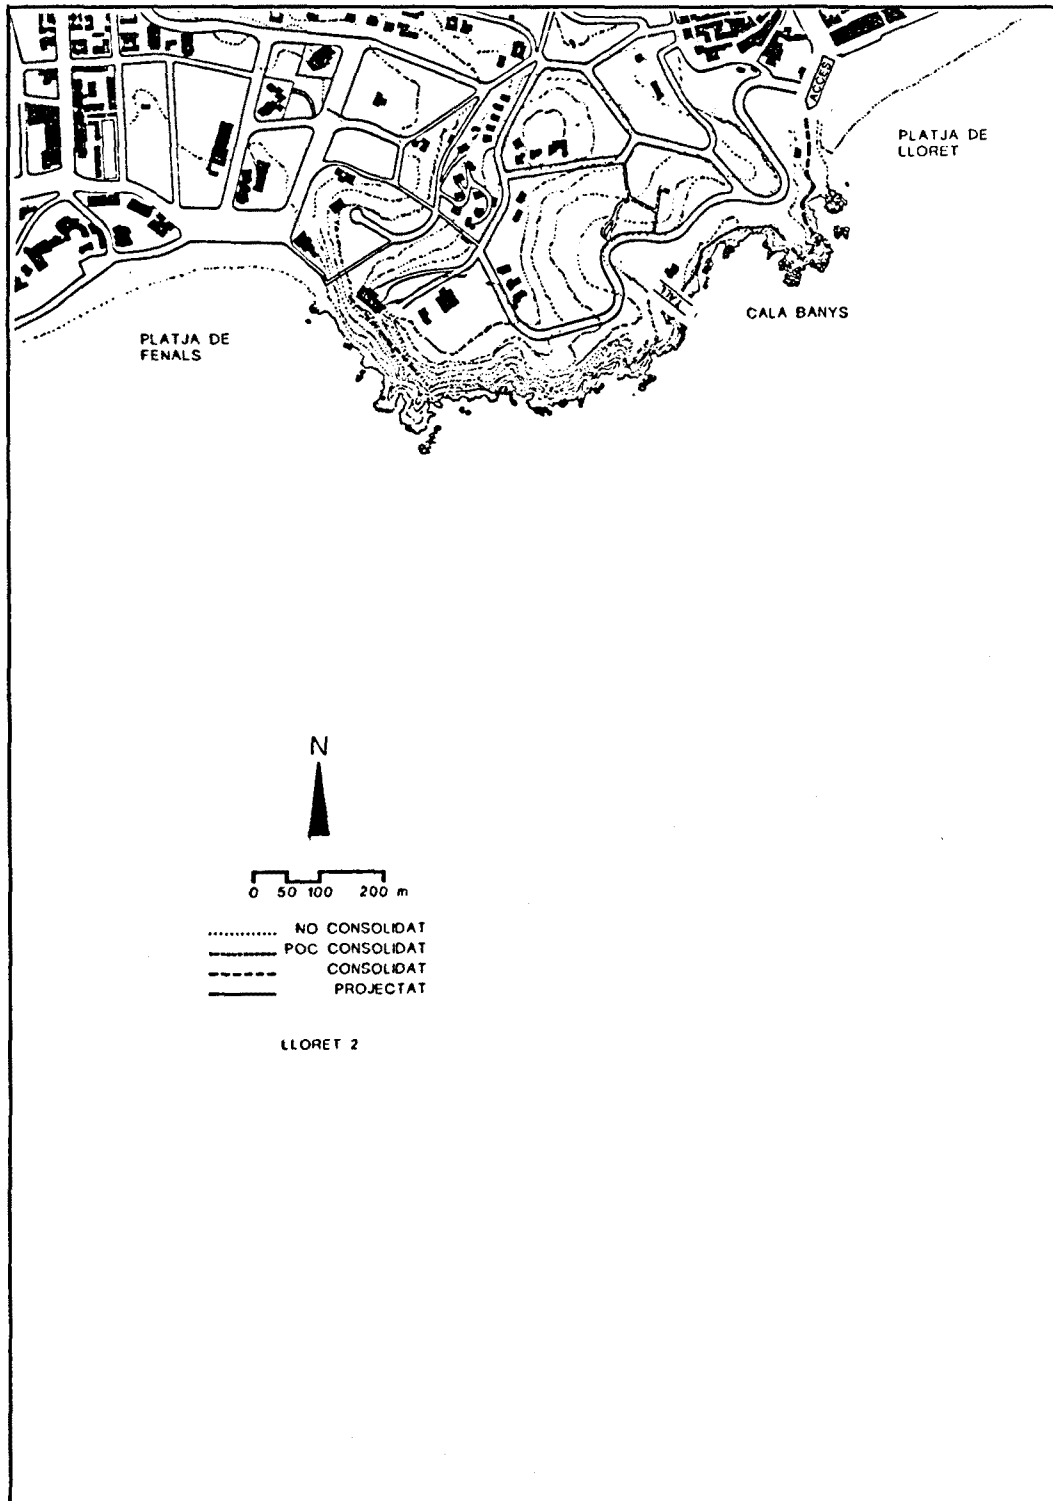 ACCES
PLATJA DE
LLORET
TALL
CALA BANYS
PLATJA DE
FENALS
N
0 50 100 200 m
NO CONSOLIDAT
POC CONSOLIDAT
CONSOLIDAT
PROJECTAT
LLORET 2